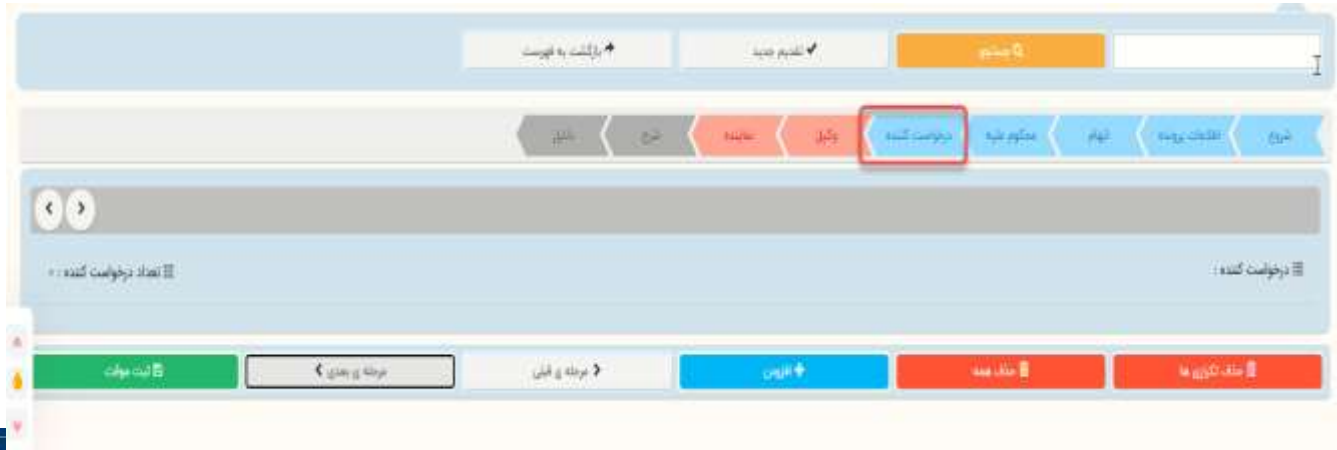 جستجو تقدیم جدید بازگشت به فهرست
شروع اطلاعات پرونده اتهام محکوم علیه درخواست کننده وکیل نماینده شرح دلایل
درخواست کننده : تعداد درخواست کننده : ۰
حذف تکراری ها حذف همه افزودن مرحله ی قبلی مرحله ی بعدی ثبت موقت